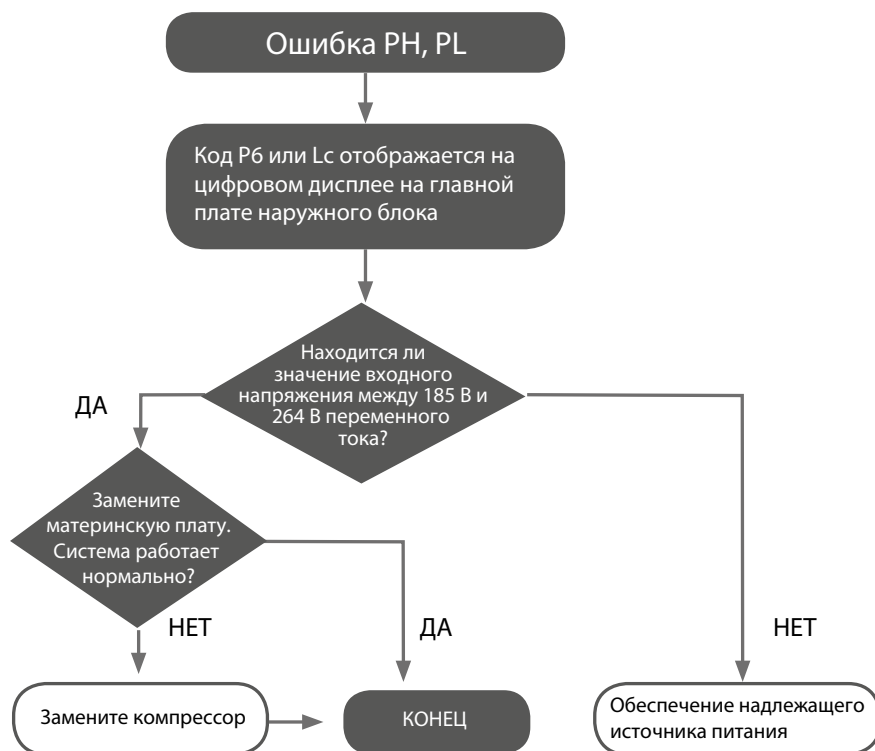 Ошибка PH, PL
Код P6 или Lc отображается на
цифровом дисплее на главной
плате наружного блока
Находится ли
значение входного
напряжения между 185 В и
264 В переменного
тока?
ДА
Замените
материнскую плату.
Система работает
нормально?
НЕТ
ДА
НЕТ
Замените компрессор
КОНЕЦ
Обеспечение надлежащего
источника питания